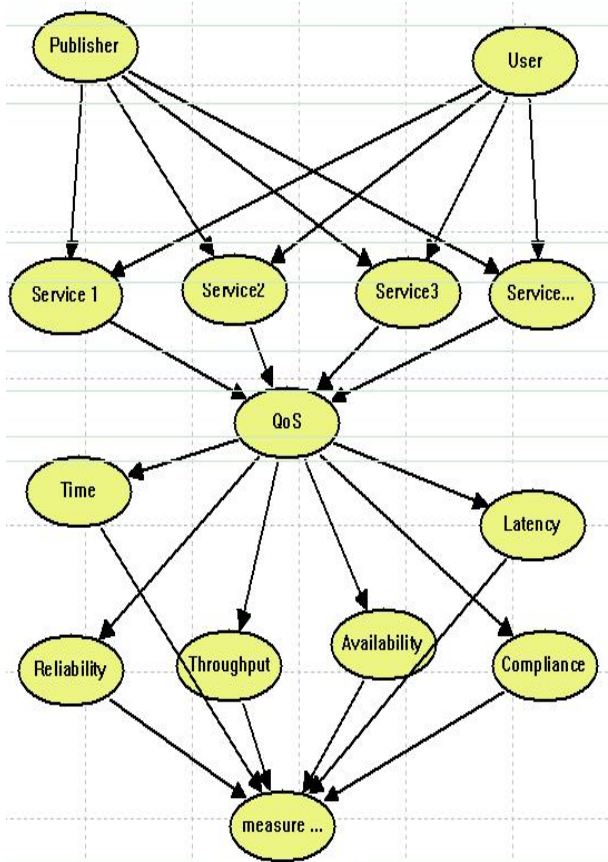 Publisher
User
Service 1
Service2
Service3
Service...
QoS
Time
Latency
Reliability
Throughput
Availability
Compliance
measure ...